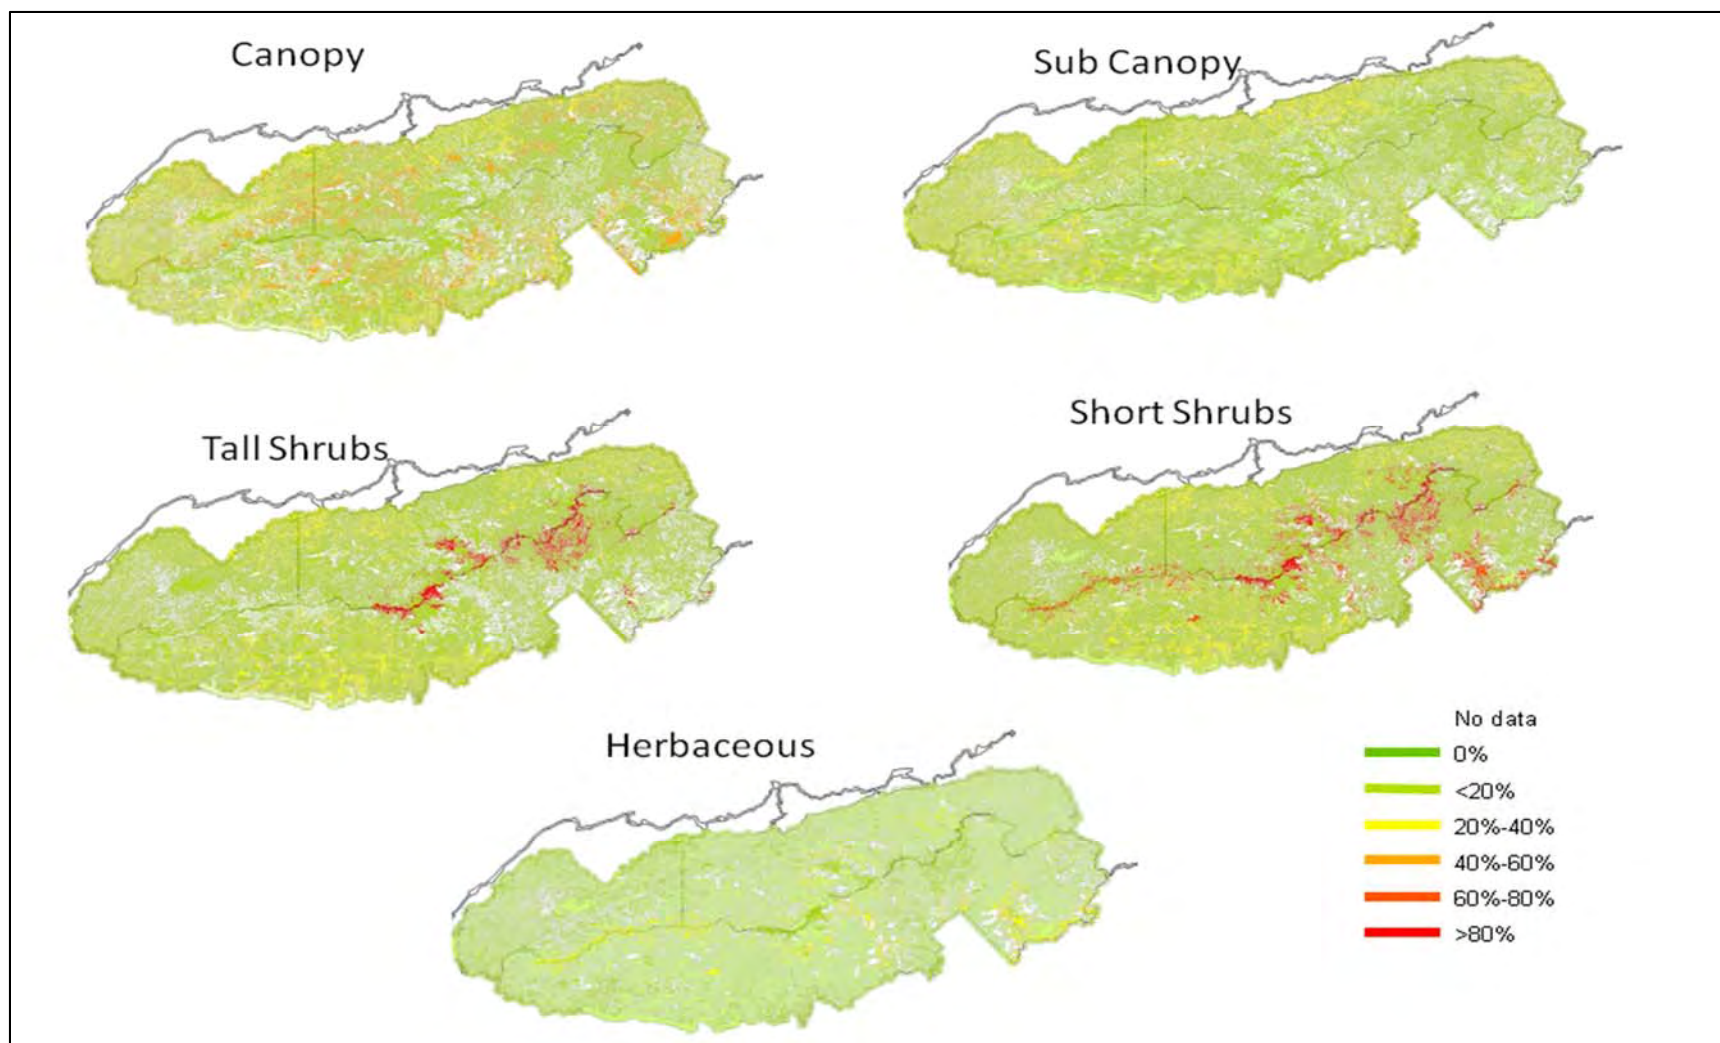 Canopy
Sub Canopy
Tall Shrubs
Short Shrubs
Herbaceous
No data
0%
<20%
20%-40%
40%-60%
60%-80%
>80%